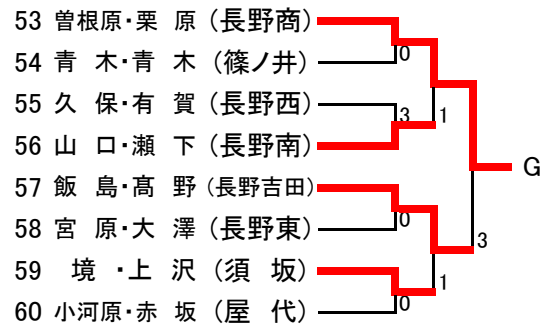 53 曽根原・栗 原 (長野商)
0
54 青 木・青 木 (篠ノ井)
55 久 保・有 賀 (長野西)
3 1
56 山 口・瀬 下 (長野南)
G
57 飯 島・髙 野 (長野吉田)
0
58 宮 原・大 澤 (長野東)
3
59 境 ・上 沢 (須 坂)
1
0
60 小河原・赤 坂 (屋 代)